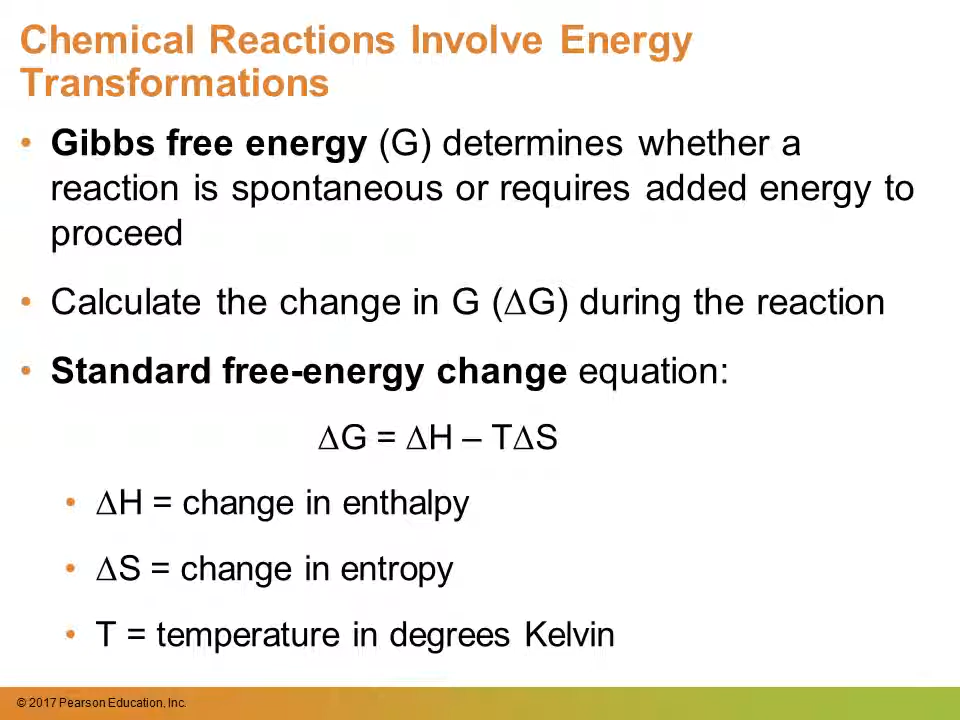 Chemical Reactions Involve Energy
Transformations
• Gibbs free energy (G) determines whether a
reaction is spontaneous or requires added energy to
proceed
• Calculate the change in G (∆G) during the reaction
• Standard free-energy change equation:
∆G = ∆H – T∆S
• ∆H = change in enthalpy
• ∆S = change in entropy
• T = temperature in degrees Kelvin
© 2017 Pearson Education, Inc.